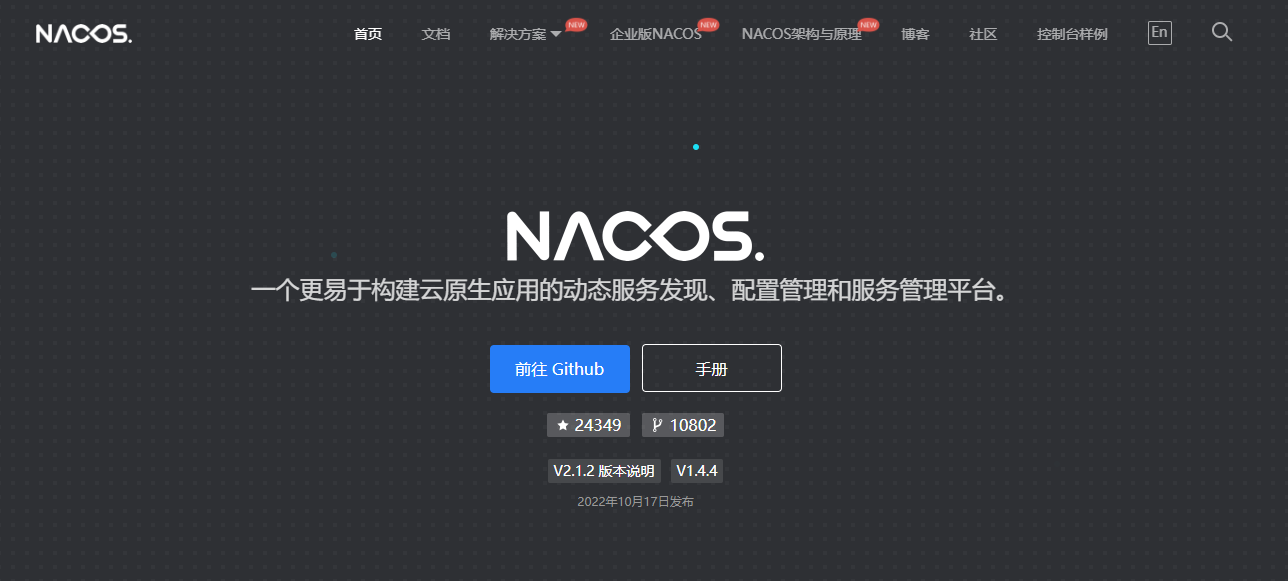 NACOS.
首页 文档 解决方案 NEW 企业版NACOS NEW NACOS架构与原理 NEW 博客 社区 控制台样例 En
NACOS.
一个更易于构建云原生应用的动态服务发现、配置管理和服务管理平台。
前往 Github 手册
24349 10802
V2.1.2 版本说明 V1.4.4
2022年10月17日发布